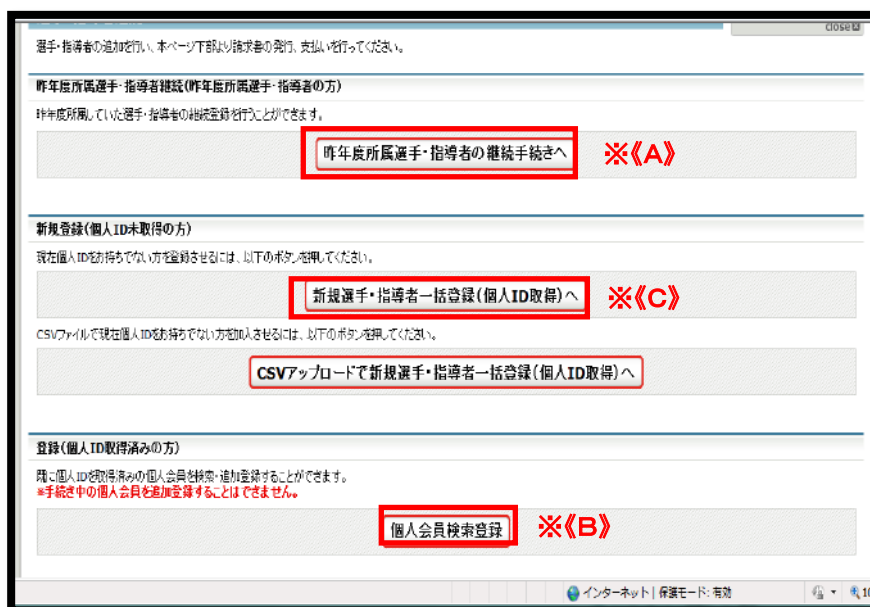 close
選手・指導者の追加を行い、本ページ下部より請求書の発行、支払いを行ってください。
昨年度所属選手・指導者継続(昨年度所属選手・指導者の方)
昨年度所属していた選手・指導者の継続登録を行うことができます。
昨年度所属選手・指導者の継続手続きへ ※《A》
新規登録(個人ID未取得の方)
現在個人IDをお持ちでない方を登録させるには、以下のボタンを押してください。
新規選手・指導者一括登録(個人ID取得)へ ※《C》
CSVファイルで現在個人IDをお持ちでない方を加入させるには、以下のボタンを押してください。
CSVアップロードで新規選手・指導者一括登録(個人ID取得)へ
登録(個人ID取得済みの方)
既に個人IDを取得済みの個人会員を検索・追加登録することができます。
※手続き中の個人会員を追加登録することはできません。
個人会員検索登録 ※《B》
インターネット | 保護モード: 有効